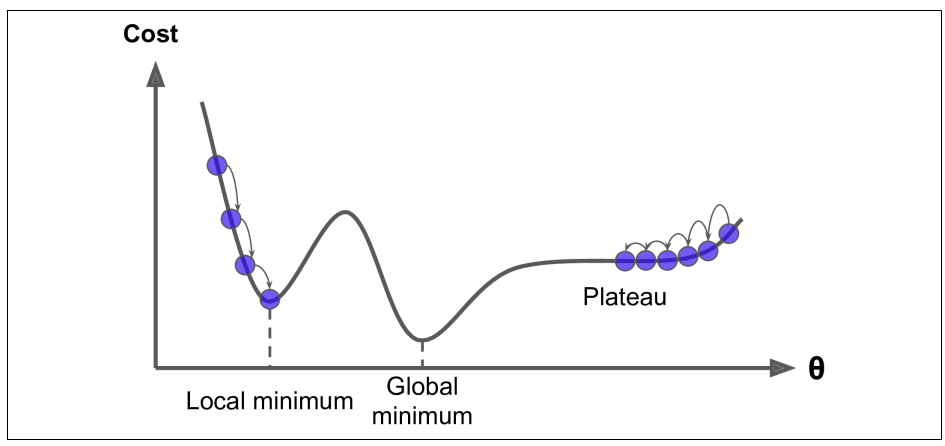 Cost
Plateau
θ
Local minimum
Global
minimum